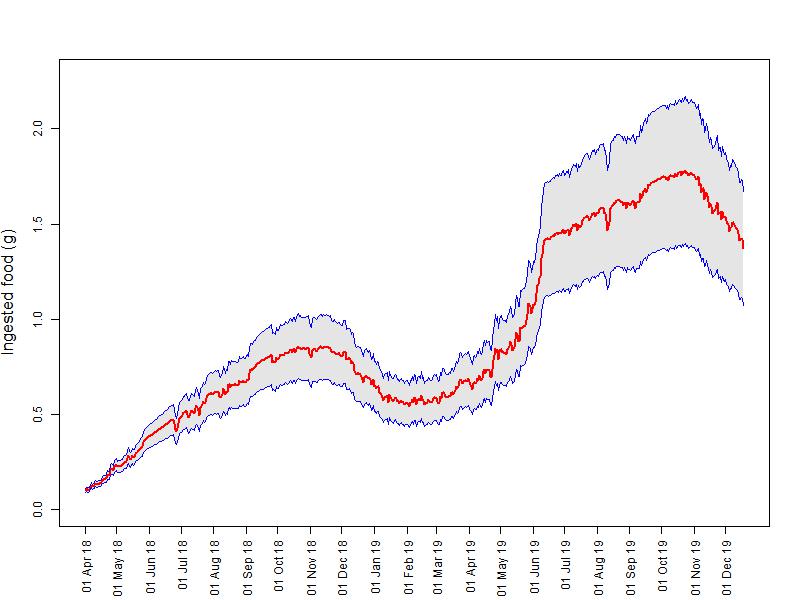 Ingested food (g)
2.0
1.5
1.0
0.5
0.0
01 Apr 18
01 May 18
01 Jun 18
01 Jul 18
01 Aug 18
01 Sep 18
01 Oct 18
01 Nov 18
01 Dec 18
01 Jan 19
01 Feb 19
01 Mar 19
01 Apr 19
01 May 19
01 Jun 19
01 Jul 19
01 Aug 19
01 Sep 19
01 Oct 19
01 Nov 19
01 Dec 19